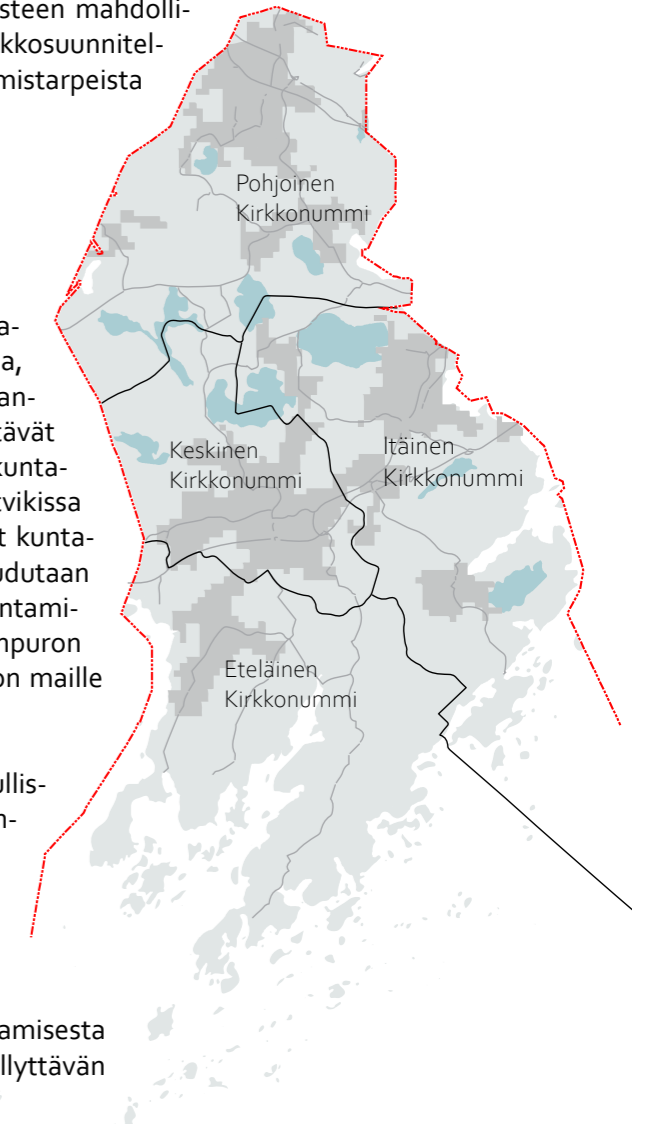 steen mahdolli-
kkosuunnitel-
mistarpeista
a-
a,
an-
tävät
kunta-
tvikissa
t kunta-
udutaan
ntami-
npuron
on maille
ullis-
n-
amisesta
llyttävän
Pohjoinen
Kirkkonummi
Keskinen
Kirkkonummi
Itäinen
Kirkkonummi
Eteläinen
Kirkkonummi